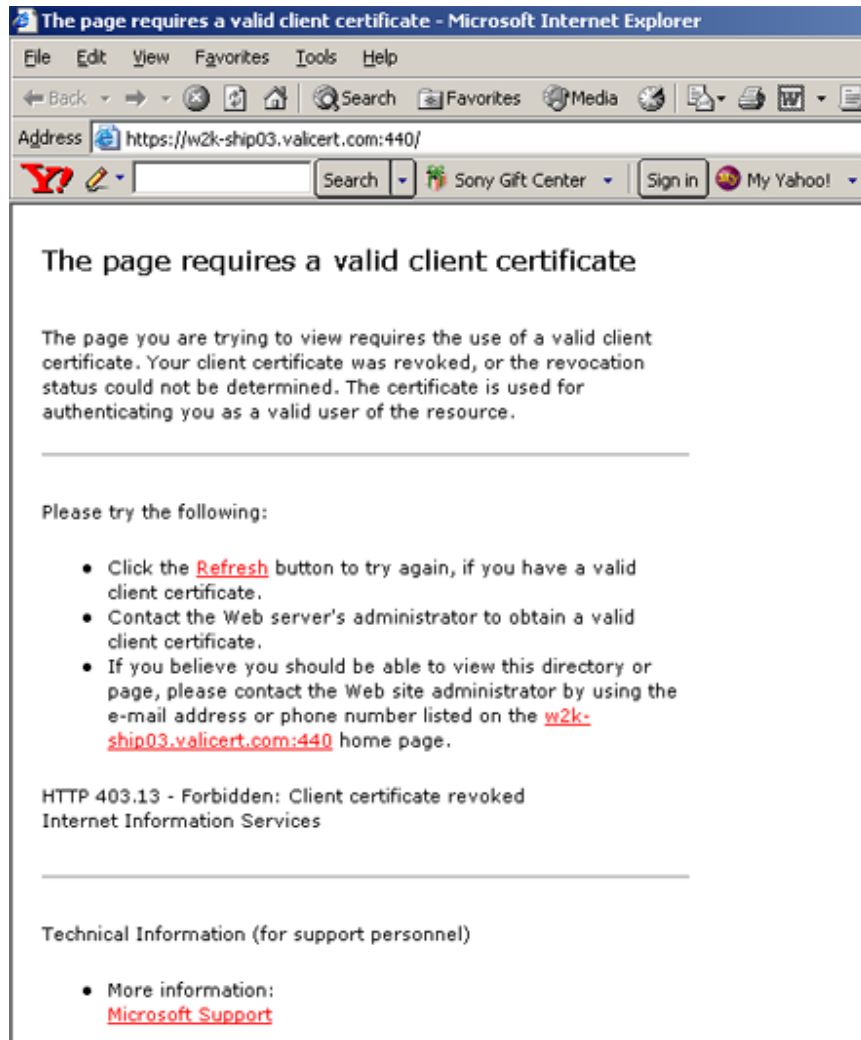 The page requires a valid client certificate - Microsoft Internet Explorer
File Edit View Favorites Tools Help
Back Search Favorites Media
Address https://w2k-ship03.valicert.com:440/
Y! Search Sony Gift Center Sign in My Yahoo!
The page requires a valid client certificate
The page you are trying to view requires the use of a valid client
certificate. Your client certificate was revoked, or the revocation
status could not be determined. The certificate is used for
authenticating you as a valid user of the resource.
Please try the following:
• Click the Refresh button to try again, if you have a valid
client certificate.
• Contact the Web server's administrator to obtain a valid
client certificate.
• If you believe you should be able to view this directory or
page, please contact the Web site administrator by using the
e-mail address or phone number listed on the w2k-
ship03.valicert.com:440 home page.
HTTP 403.13 - Forbidden: Client certificate revoked
Internet Information Services
Technical Information (for support personnel)
• More information:
Microsoft Support